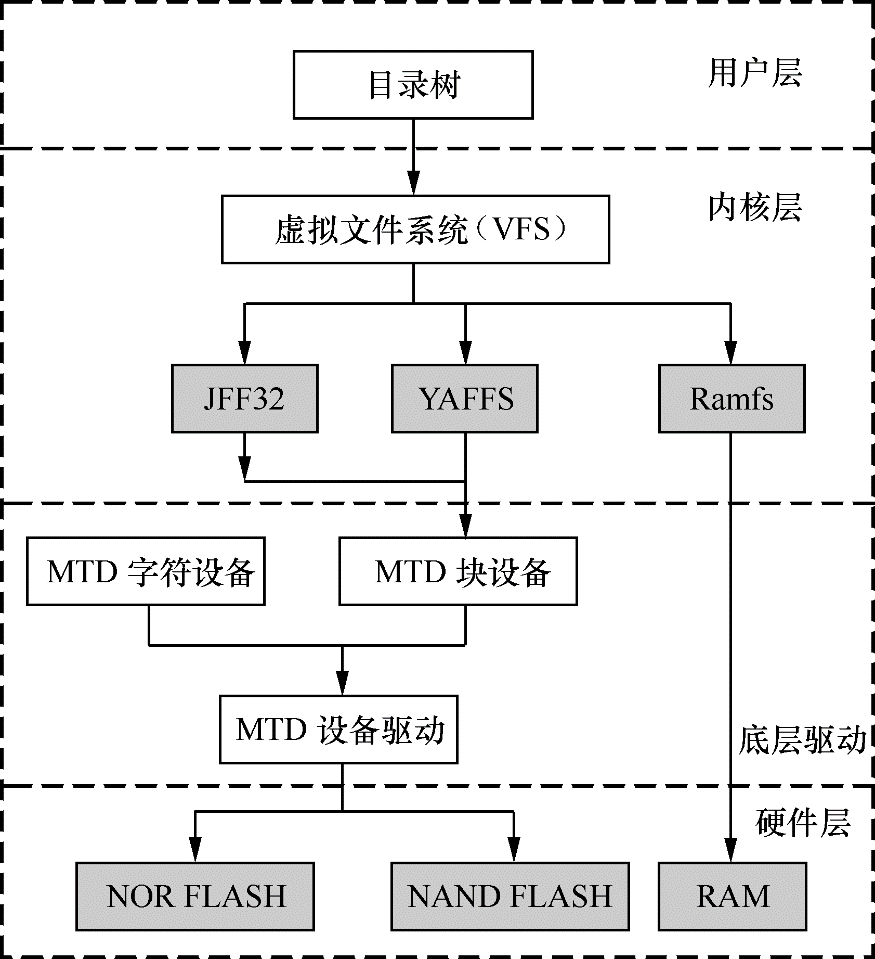 目录树
用户层
内核层
虚拟文件系统（VFS）
JFF32
YAFFS
Ramfs
MTD 字符设备
MTD 块设备
MTD 设备驱动
底层驱动
硬件层
NOR FLASH
NAND FLASH
RAM